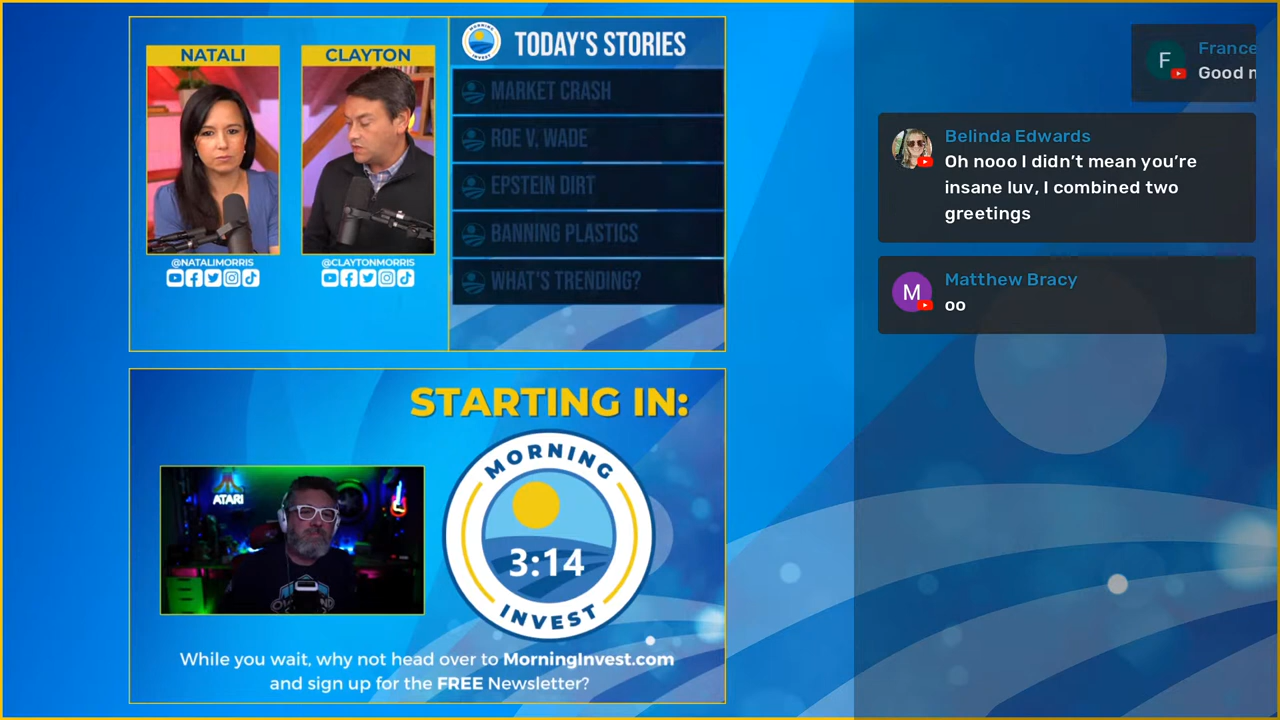 NATALI
CLAYTON
@NATALIMORRIS
@CLAYTONMORRIS
MORNING
INVEST
TODAY'S STORIES
MARKET CRASH
ROE V. WADE
EPSTEIN DIRT
BANNING PLASTICS
WHAT'S TRENDING?
STARTING IN:
ATARI
MORNING
3:14
INVEST
While you wait, why not head over to MorningInvest.com
and sign up for the FREE Newsletter?
F
France
Good
Belinda Edwards
Oh nooo I didn’t mean you’re
insane luv, I combined two
greetings
M
Matthew Bracy
oo